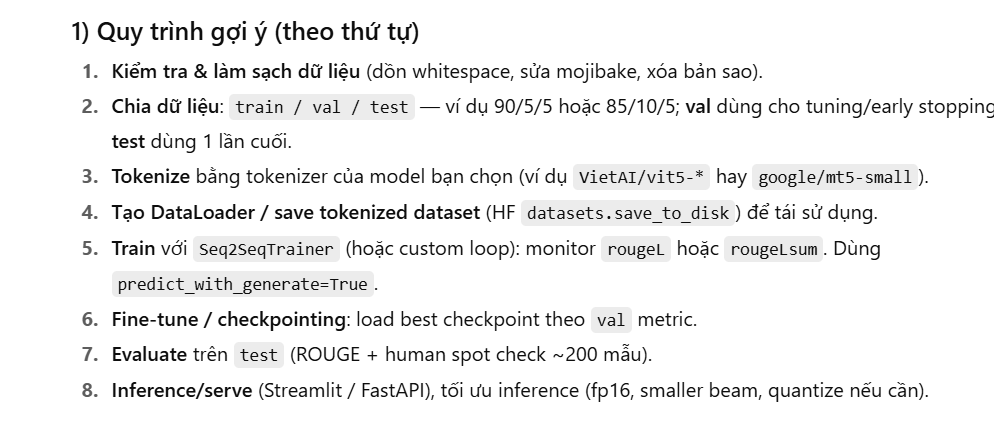 1) Quy trình gợi ý (theo thứ tự)
1. Kiểm tra & làm sạch dữ liệu (dồn whitespace, sửa mojibake, xóa bản sao).
2. Chia dữ liệu: train / val / test — ví dụ 90/5/5 hoặc 85/10/5; val dùng cho tuning/early stopping
test dùng 1 lần cuối.
3. Tokenize bằng tokenizer của model bạn chọn (ví dụ VietAI/vit5-* hay google/mt5-small).
4. Tạo DataLoader / save tokenized dataset (HF datasets.save_to_disk) để tái sử dụng.
5. Train với Seq2SeqTrainer (hoặc custom loop): monitor rougeL hoặc rougeLsum. Dùng
predict_with_generate=True.
6. Fine-tune / checkpointing: load best checkpoint theo val metric.
7. Evaluate trên test (ROUGE + human spot check ~200 mẫu).
8. Inference/serve (Streamlit / FastAPI), tối ưu inference (fp16, smaller beam, quantize nếu cần).